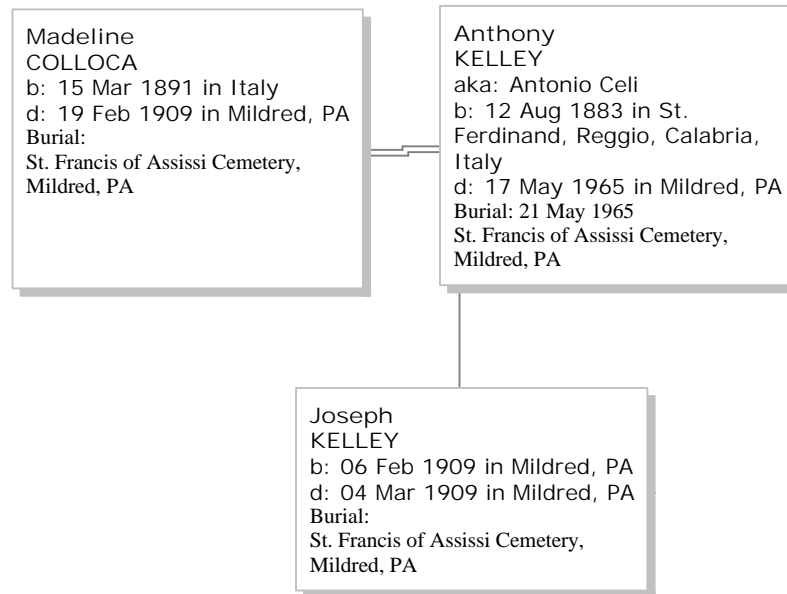 Madeline
COLLOCA
b: 15 Mar 1891 in Italy
d: 19 Feb 1909 in Mildred, PA
Burial:
St. Francis of Assissi Cemetery,
Mildred, PA
Anthony
KELLEY
aka: Antonio Celi
b: 12 Aug 1883 in St.
Ferdinand, Reggio, Calabria,
Italy
d: 17 May 1965 in Mildred, PA
Burial: 21 May 1965
St. Francis of Assissi Cemetery,
Mildred, PA
Joseph
KELLEY
b: 06 Feb 1909 in Mildred, PA
d: 04 Mar 1909 in Mildred, PA
Burial:
St. Francis of Assissi Cemetery,
Mildred, PA